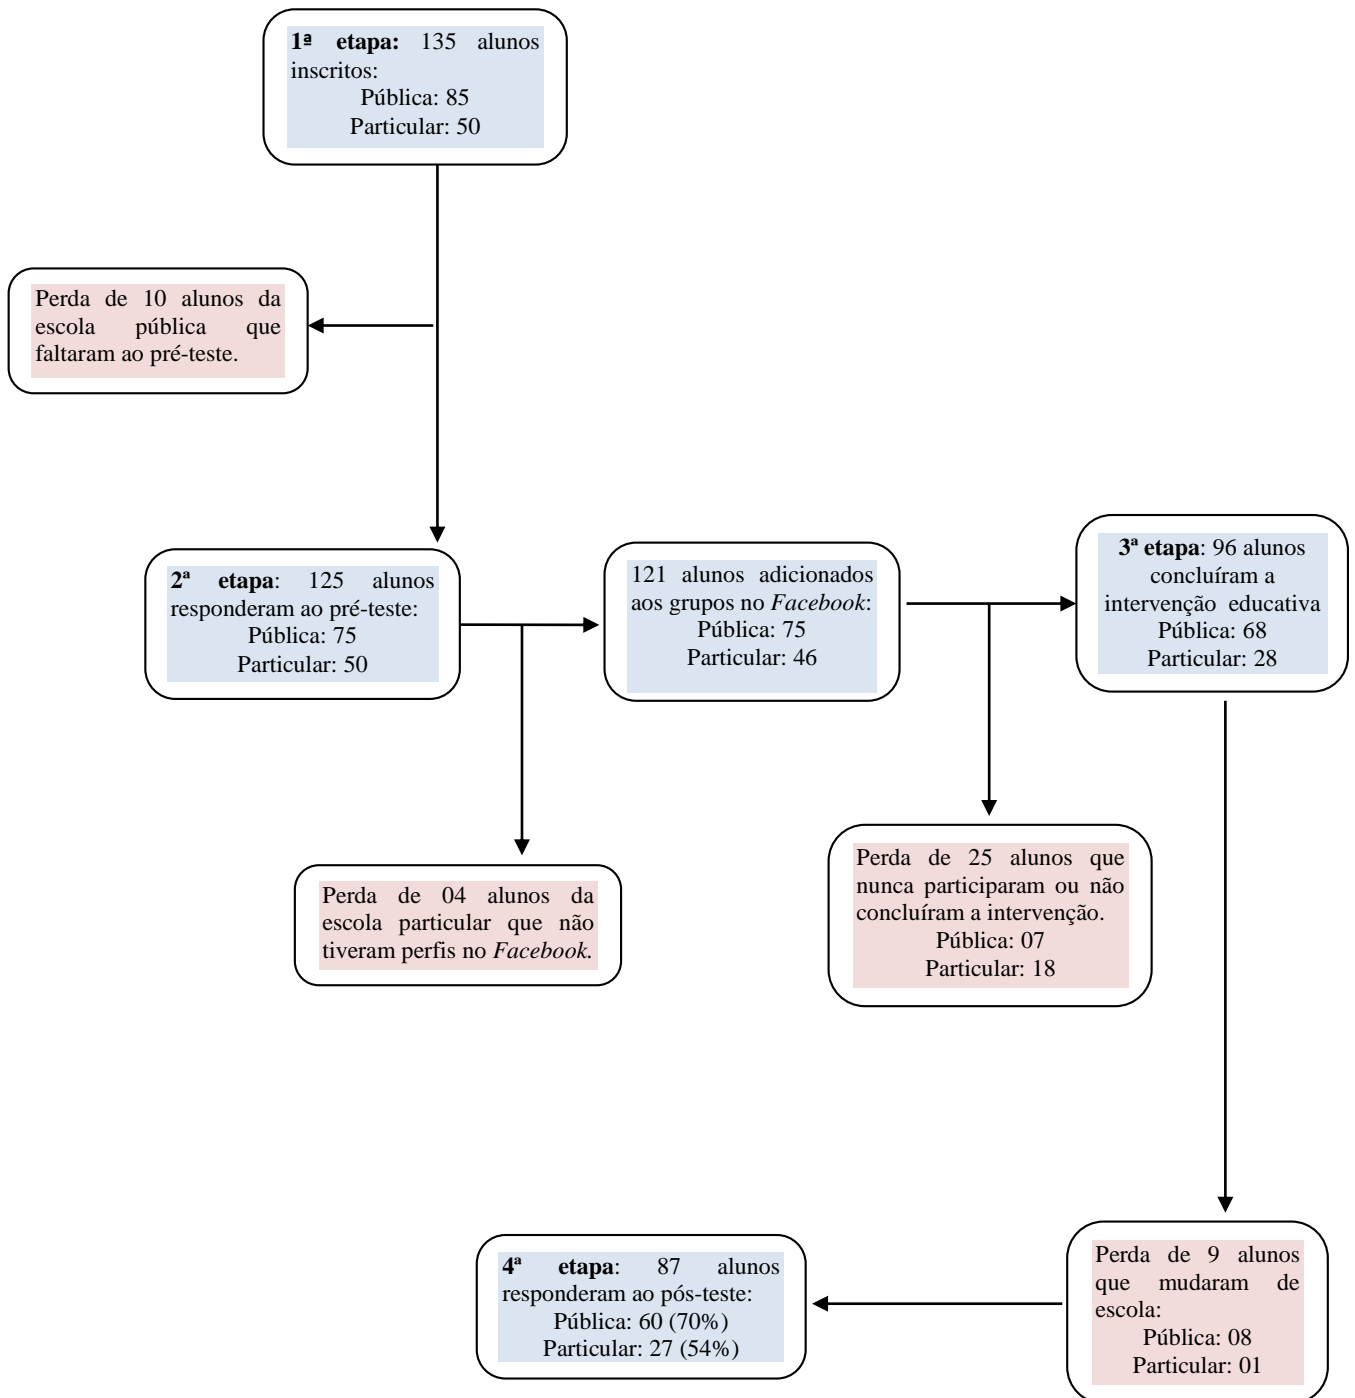 1ª etapa: 135 alunos
inscritos:
Pública: 85
Particular: 50
Perda de 10 alunos da
escola pública que
faltaram ao pré-teste.
2ª etapa: 125 alunos
responderam ao pré-teste:
Pública: 75
Particular: 50
121 alunos adicionados
aos grupos no Facebook:
Pública: 75
Particular: 46
3ª etapa: 96 alunos
concluíram a
intervenção educativa
Pública: 68
Particular: 28
Perda de 04 alunos da
escola particular que não
tiveram perfis no Facebook.
Perda de 25 alunos que
nunca participaram ou não
concluíram a intervenção.
Pública: 07
Particular: 18
4ª etapa: 87 alunos
responderam ao pós-teste:
Pública: 60 (70%)
Particular: 27 (54%)
Perda de 9 alunos
que mudaram de
escola:
Pública: 08
Particular: 01